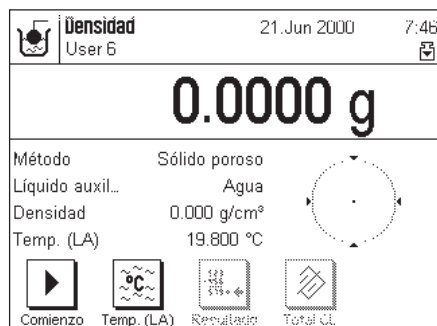 Densidad 21.Jun 2000 7:46
User 6
0.0000 g
Método Sólido poroso
Líquido auxil... Agua
Densidad 0.000 g/cm³
Temp. (LA) 19.800 °C
°C
Comienzo Temp. (LA) Resultado Total CL